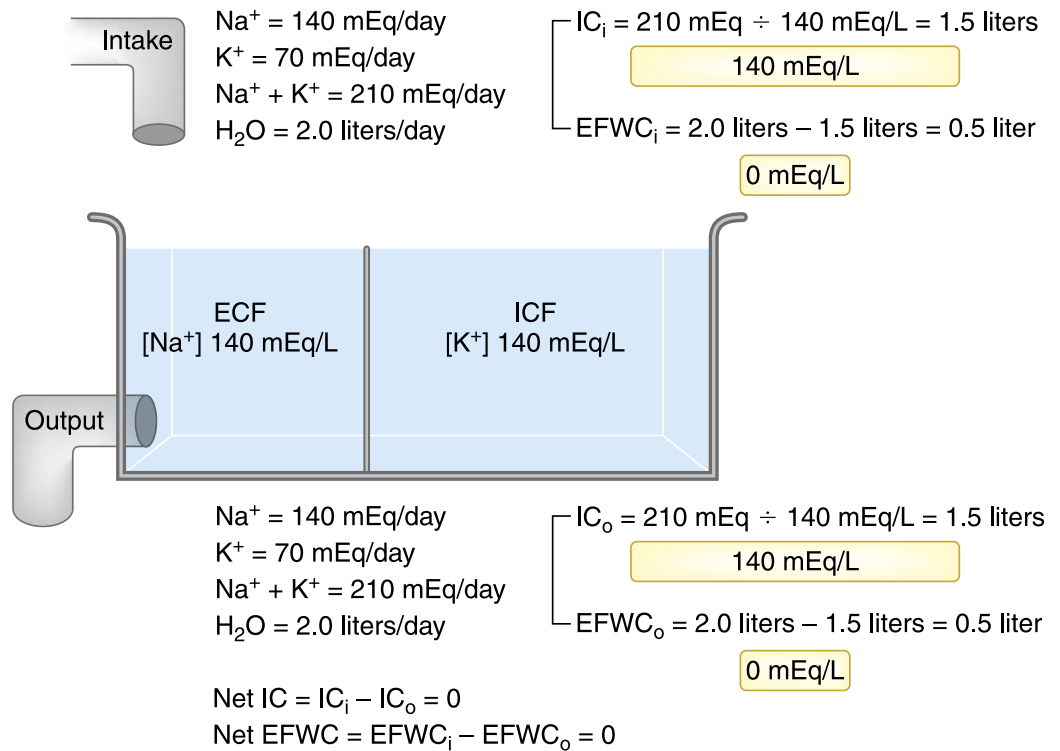 Intake
Na⁺ = 140 mEq/day
K⁺ = 70 mEq/day
Na⁺ + K⁺ = 210 mEq/day
H₂O = 2.0 liters/day
ICᵢ = 210 mEq ÷ 140 mEq/L = 1.5 liters
140 mEq/L
EFWCᵢ = 2.0 liters – 1.5 liters = 0.5 liter
0 mEq/L
ECF
[Na⁺] 140 mEq/L
ICF
[K⁺] 140 mEq/L
Output
Na⁺ = 140 mEq/day
K⁺ = 70 mEq/day
Na⁺ + K⁺ = 210 mEq/day
H₂O = 2.0 liters/day
ICₒ = 210 mEq ÷ 140 mEq/L = 1.5 liters
140 mEq/L
EFWCₒ = 2.0 liters – 1.5 liters = 0.5 liter
0 mEq/L
Net IC = ICᵢ – ICₒ = 0
Net EFWC = EFWCᵢ – EFWCₒ = 0